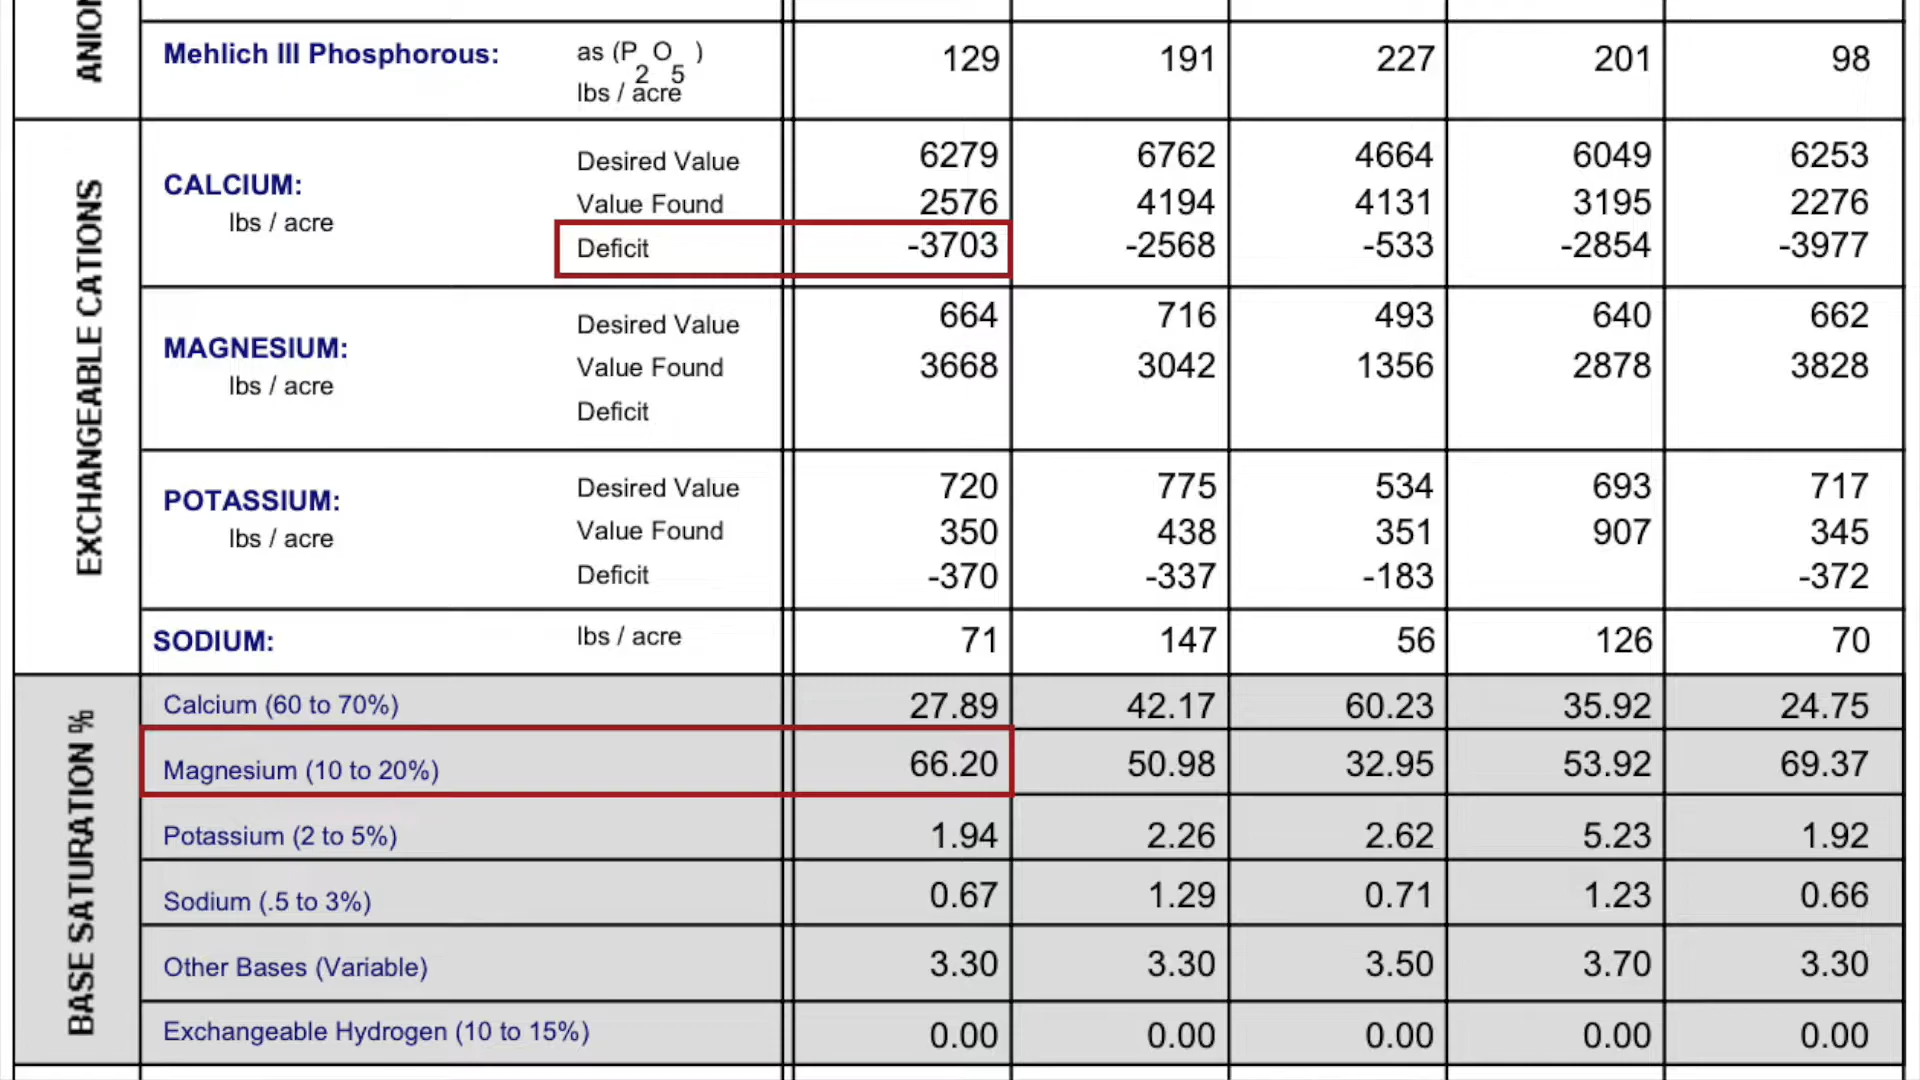 ANION
Mehlich III Phosphorous: as (P2O5) 129 191 227 201 98
lbs / acre
EXCHANGEABLE CATIONS
CALCIUM:
lbs / acre
Desired Value 6279 6762 4664 6049 6253
Value Found 2576 4194 4131 3195 2276
Deficit -3703 -2568 -533 -2854 -3977
MAGNESIUM:
lbs / acre
Desired Value 664 716 493 640 662
Value Found 3668 3042 1356 2878 3828
Deficit
POTASSIUM:
lbs / acre
Desired Value 720 775 534 693 717
Value Found 350 438 351 907 345
Deficit -370 -337 -183 -372
SODIUM: lbs / acre 71 147 56 126 70
BASE SATURATION %
Calcium (60 to 70%) 27.89 42.17 60.23 35.92 24.75
Magnesium (10 to 20%) 66.20 50.98 32.95 53.92 69.37
Potassium (2 to 5%) 1.94 2.26 2.62 5.23 1.92
Sodium (.5 to 3%) 0.67 1.29 0.71 1.23 0.66
Other Bases (Variable) 3.30 3.30 3.50 3.70 3.30
Exchangeable Hydrogen (10 to 15%) 0.00 0.00 0.00 0.00 0.00